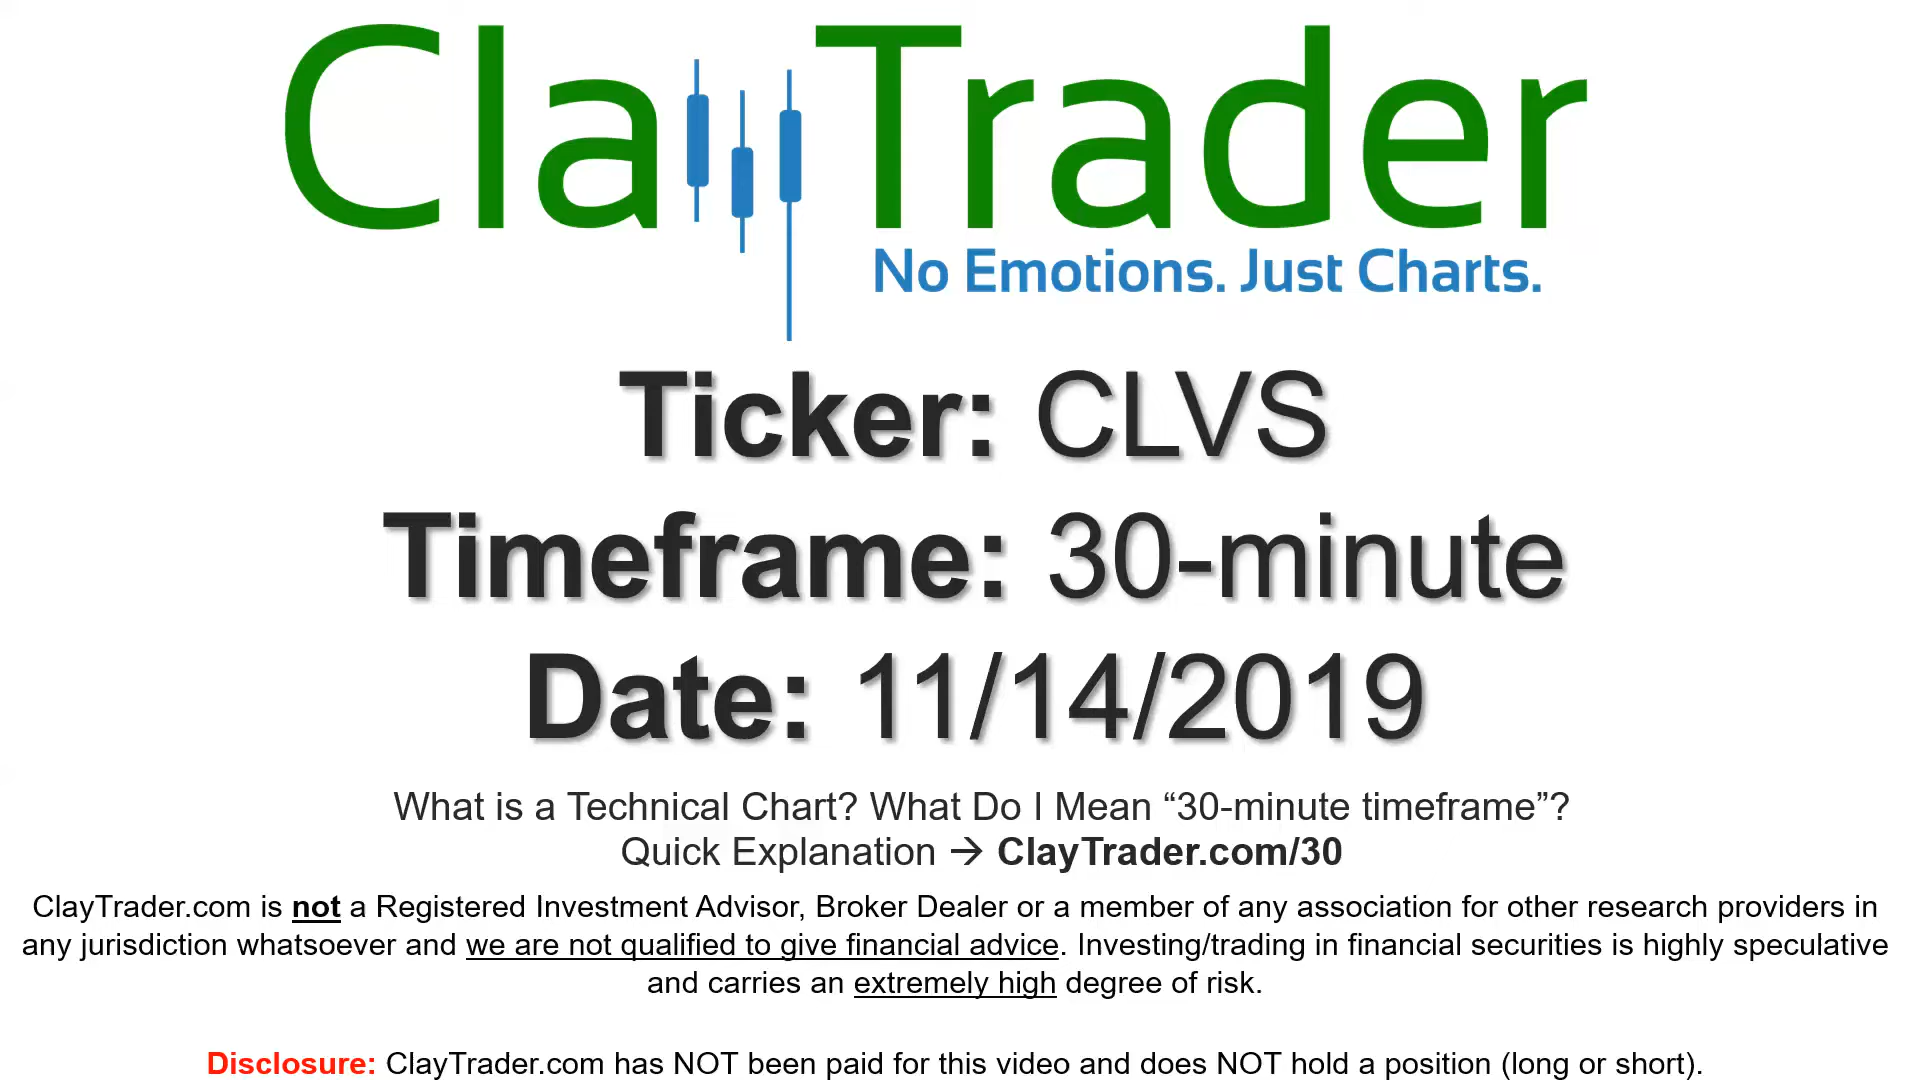 ClayTrader
No Emotions. Just Charts.
Ticker: CLVS
Timeframe: 30-minute
Date: 11/14/2019
What is a Technical Chart? What Do I Mean “30-minute timeframe”?
Quick Explanation → ClayTrader.com/30
ClayTrader.com is not a Registered Investment Advisor, Broker Dealer or a member of any association for other research providers in
any jurisdiction whatsoever and we are not qualified to give financial advice. Investing/trading in financial securities is highly speculative
and carries an extremely high degree of risk.
Disclosure: ClayTrader.com has NOT been paid for this video and does NOT hold a position (long or short).